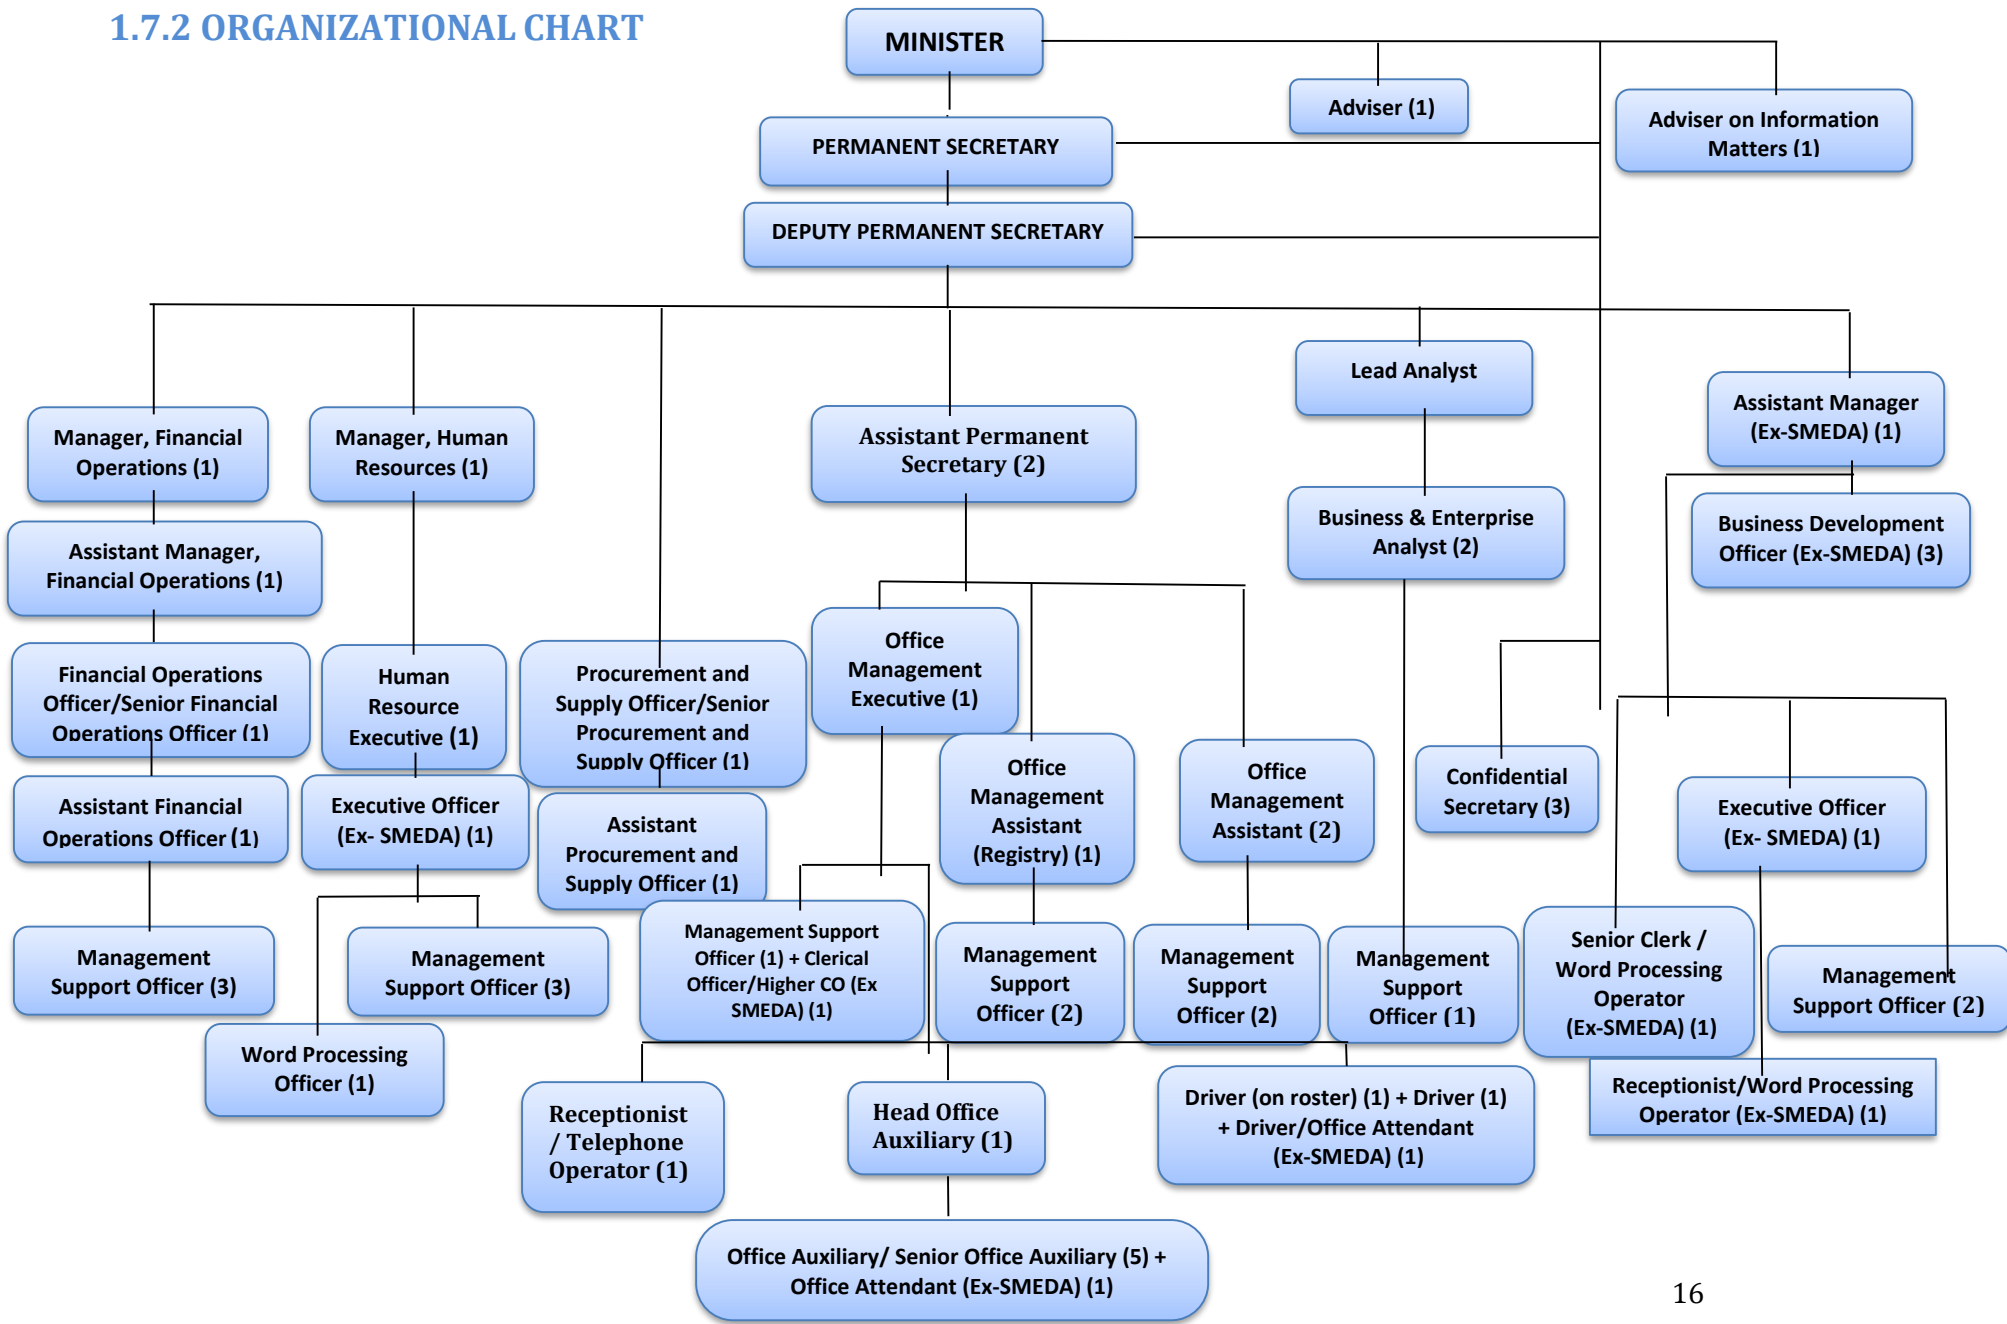 1.7.2 ORGANIZATIONAL CHART
MINISTER
Adviser (1)
Adviser on Information
Matters (1)
PERMANENT SECRETARY
DEPUTY PERMANENT SECRETARY
Lead Analyst
Assistant Manager
(Ex-SMEDA) (1)
Manager, Financial
Operations (1)
Manager, Human
Resources (1)
Assistant Permanent
Secretary (2)
Business & Enterprise
Analyst (2)
Business Development
Officer (Ex-SMEDA) (3)
Assistant Manager,
Financial Operations (1)
Financial Operations
Officer/Senior Financial
Operations Officer (1)
Human
Resource
Executive (1)
Procurement and
Supply Officer/Senior
Procurement and
Supply Officer (1)
Office
Management
Executive (1)
Office
Management
Assistant
(Registry) (1)
Office
Management
Assistant (2)
Confidential
Secretary (3)
Executive Officer
(Ex- SMEDA) (1)
Assistant Financial
Operations Officer (1)
Executive Officer
(Ex- SMEDA) (1)
Assistant
Procurement and
Supply Officer (1)
Management Support
Officer (3)
Management
Support Officer (3)
Management Support
Officer (1) + Clerical
Officer/Higher CO (Ex
SMEDA) (1)
Management
Support
Officer (2)
Management
Support
Officer (2)
Management
Support
Officer (1)
Senior Clerk /
Word Processing
Operator
(Ex-SMEDA) (1)
Management
Support Officer (2)
Word Processing
Officer (1)
Receptionist
/ Telephone
Operator (1)
Head Office
Auxiliary (1)
Driver (on roster) (1) + Driver (1)
+ Driver/Office Attendant
(Ex-SMEDA) (1)
Receptionist/Word Processing
Operator (Ex-SMEDA) (1)
Office Auxiliary/ Senior Office Auxiliary (5) +
Office Attendant (Ex-SMEDA) (1)
16